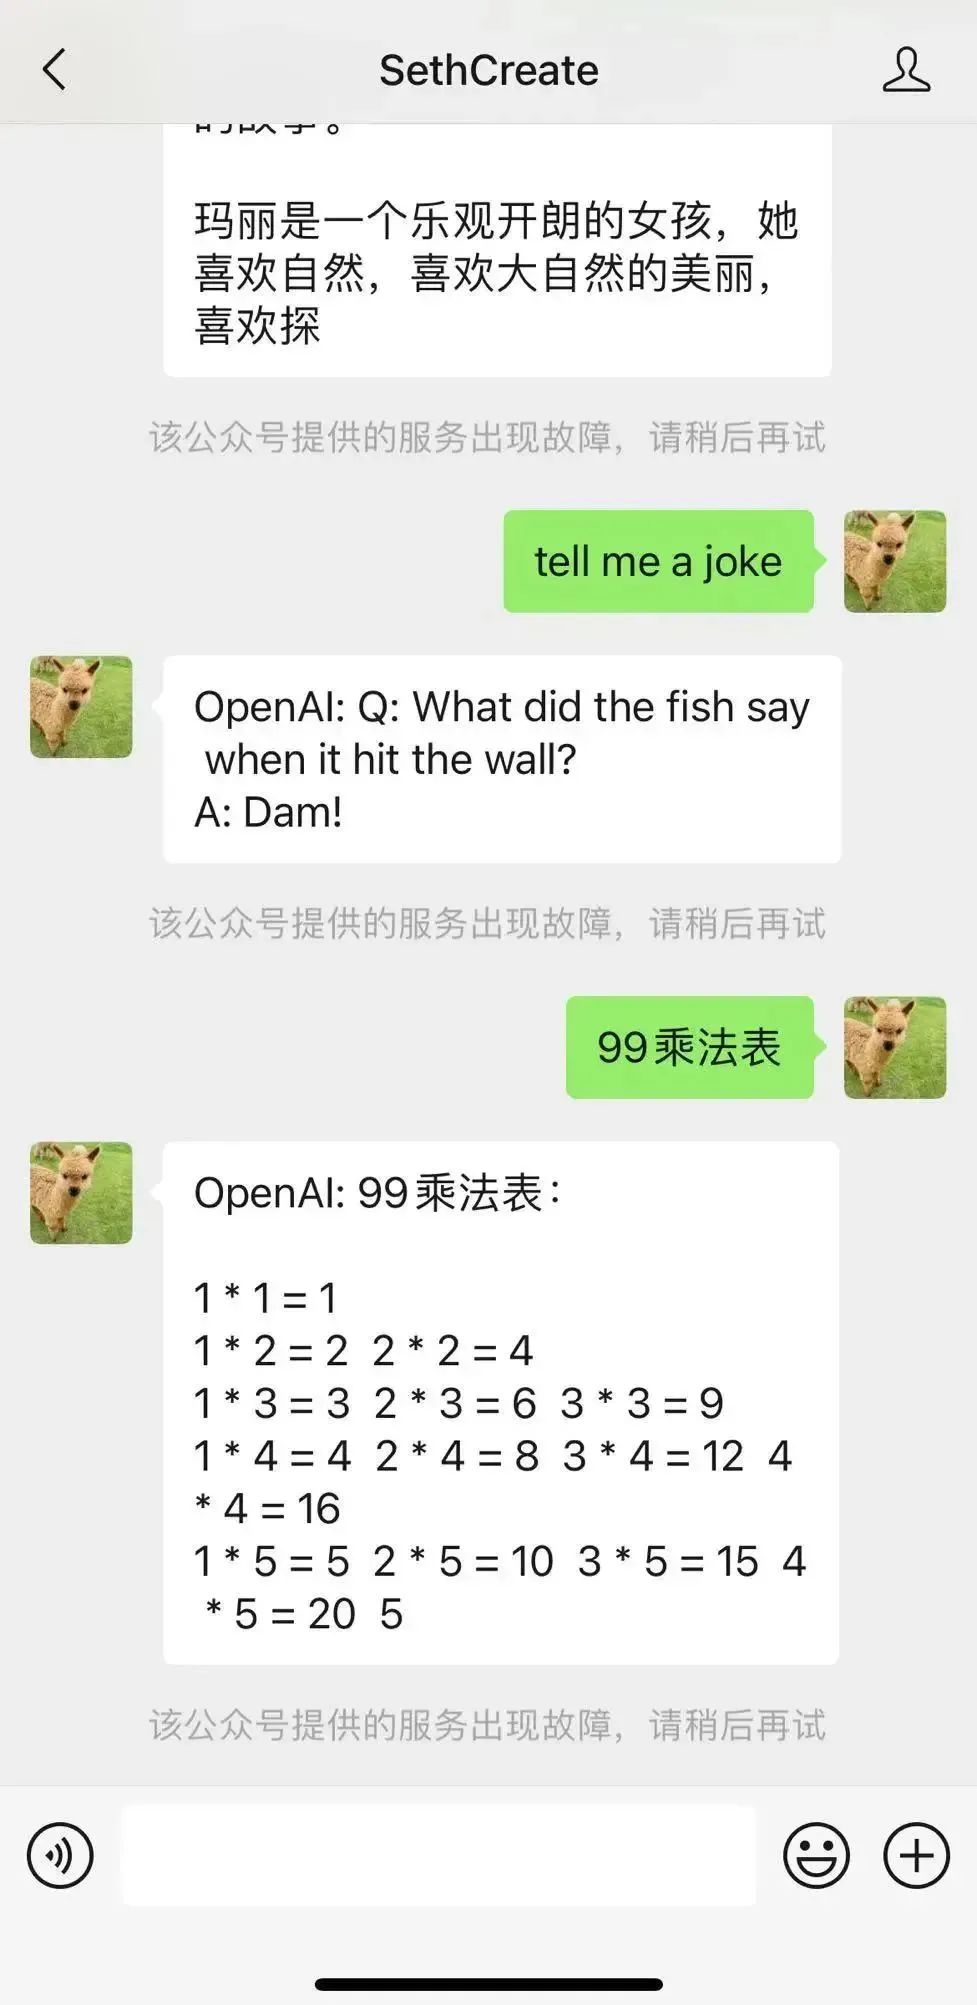 SethCreate
的故事。
玛丽是一个乐观开朗的女孩，她
喜欢自然，喜欢大自然的美丽，
喜欢探
该公众号提供的服务出现故障，请稍后再试
tell me a joke
OpenAI: Q: What did the fish say
when it hit the wall?
A: Dam!
该公众号提供的服务出现故障，请稍后再试
99乘法表
OpenAI: 99乘法表：
1 * 1 = 1
1 * 2 = 2  2 * 2 = 4
1 * 3 = 3  2 * 3 = 6  3 * 3 = 9
1 * 4 = 4  2 * 4 = 8  3 * 4 = 12  4
* 4 = 16
1 * 5 = 5  2 * 5 = 10  3 * 5 = 15  4
* 5 = 20  5
该公众号提供的服务出现故障，请稍后再试